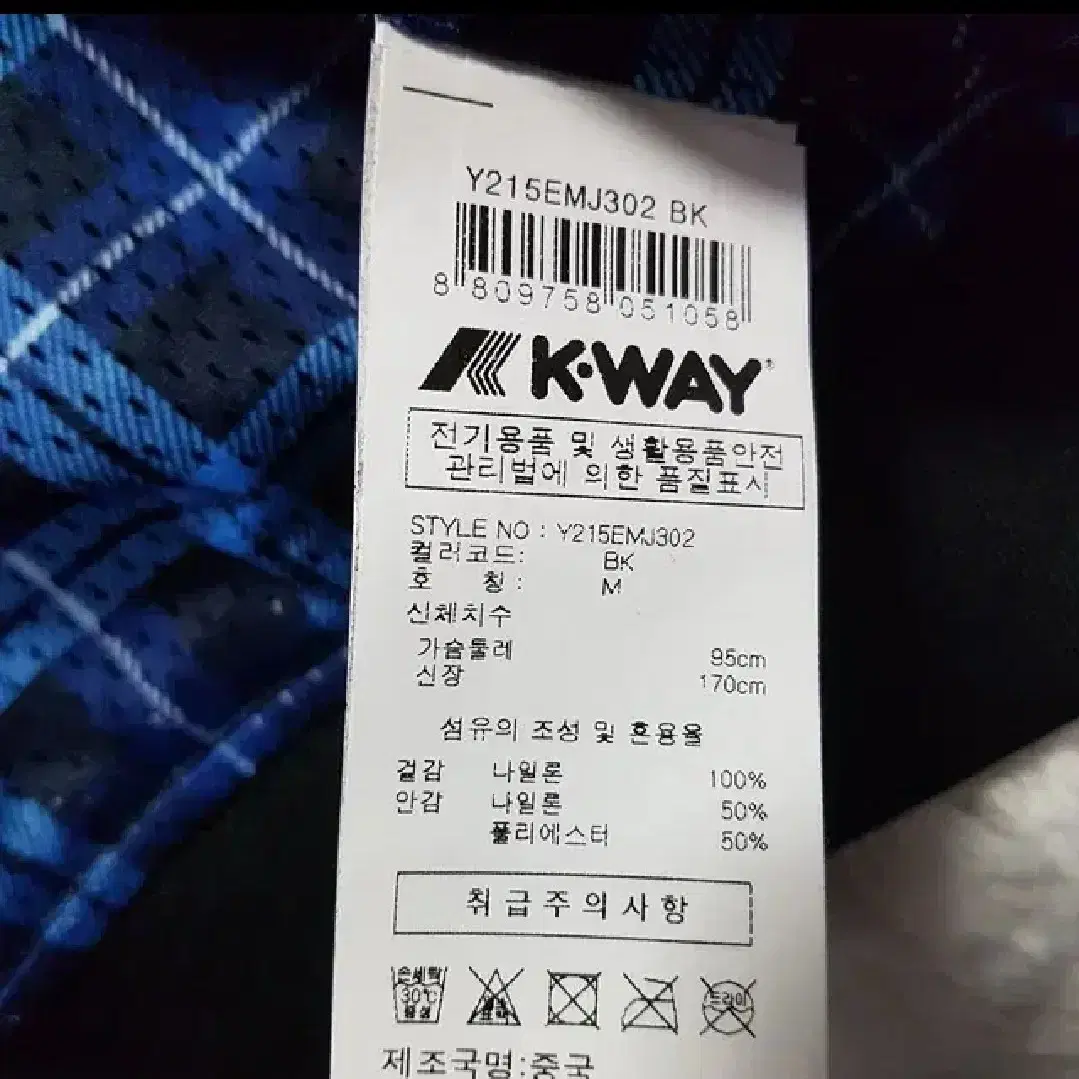 Y215EMJ302 BK
8 809758 051058
K·WAY®
전기용품 및 생활용품안전
관리법에 의한 품질표시
STYLE NO : Y215EMJ302
컬러코드: BK
호 칭 : M
신체치수
가슴둘레 95cm
신장 170cm
섬유의 조성 및 혼용율
겉감 나일론 100%
안감 나일론 50%
폴리에스터 50%
취급주의사항
손세탁
30℃
중성
드라이
제조국명:중국